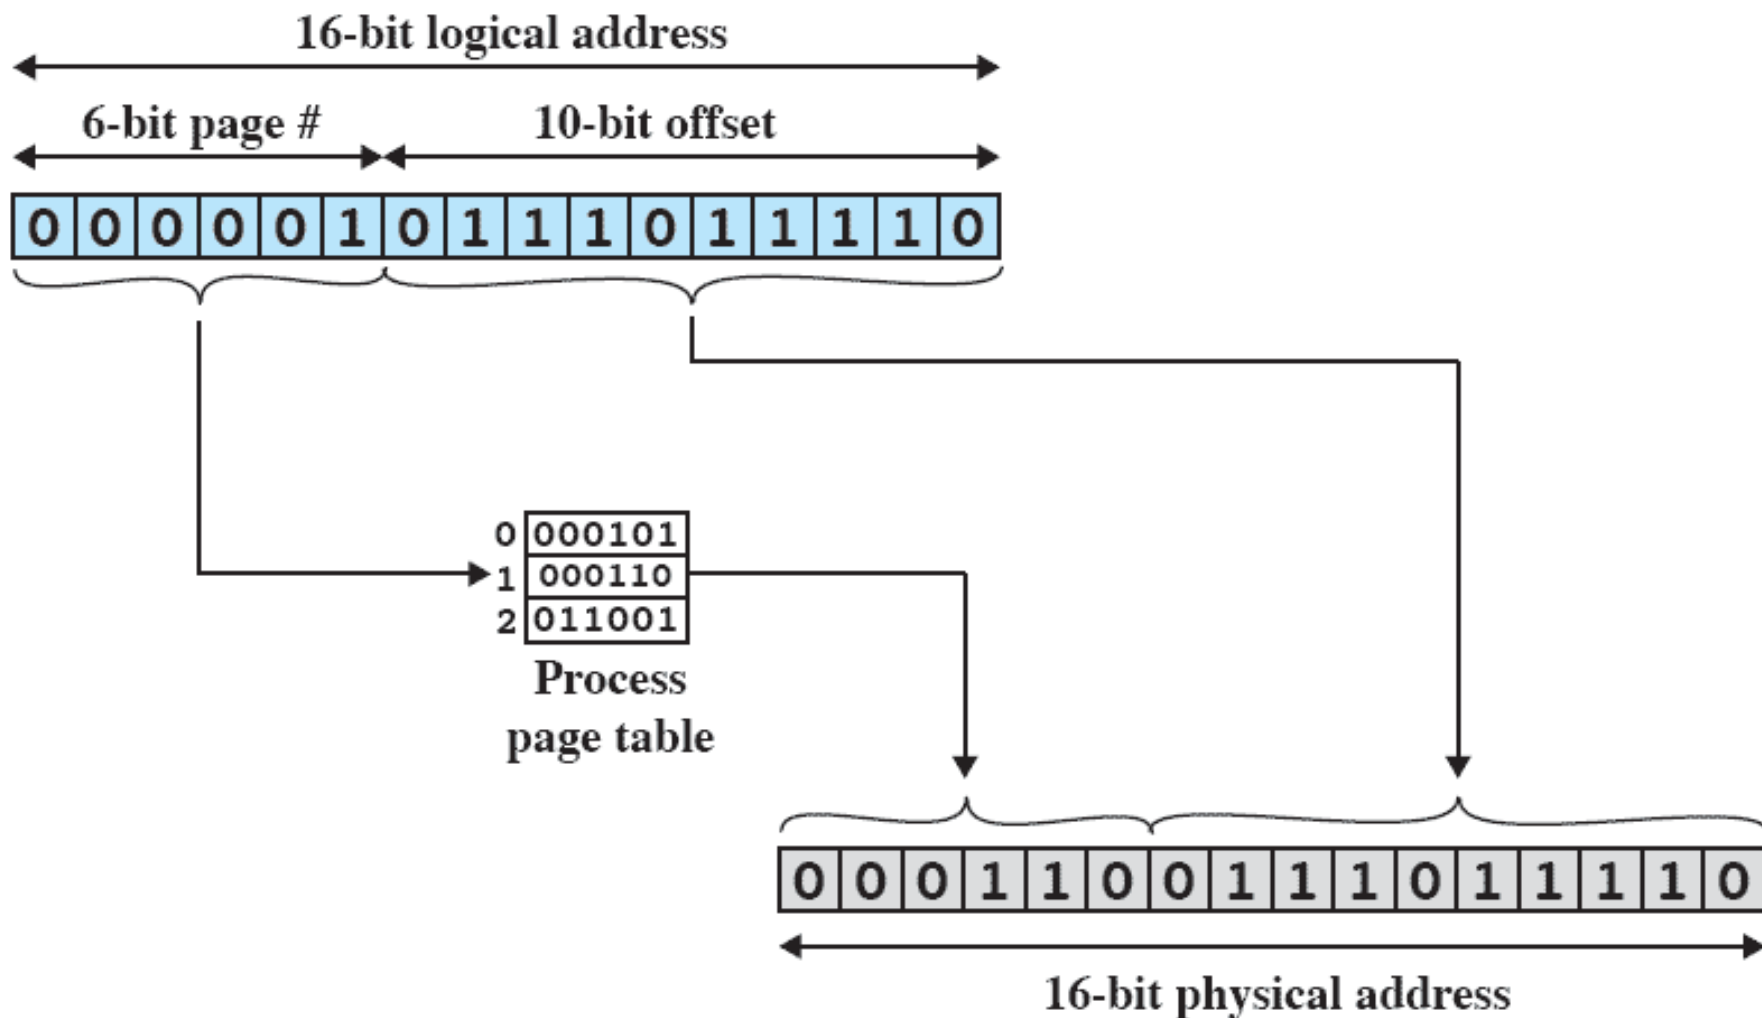 16-bit logical address
6-bit page #
10-bit offset
0 0 0 0 0 1 0 1 1 1 0 1 1 1 1 0
0 000101
1 000110
2 011001
Process
page table
0 0 0 1 1 0 0 1 1 1 0 1 1 1 1 0
16-bit physical address